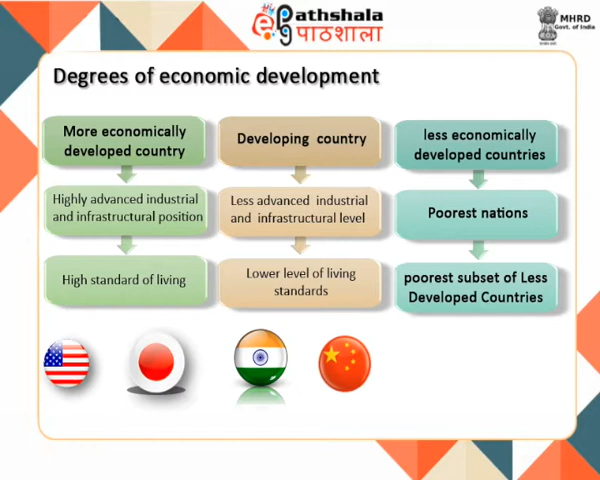 ePathshala
पाठशाला
MHRD
Govt. of India
Degrees of economic development
More economically
developed country
Highly advanced industrial
and infrastructural position
High standard of living
Developing country
Less advanced industrial
and infrastructural level
Lower level of living
standards
less economically
developed countries
Poorest nations
poorest subset of Less
Developed Countries